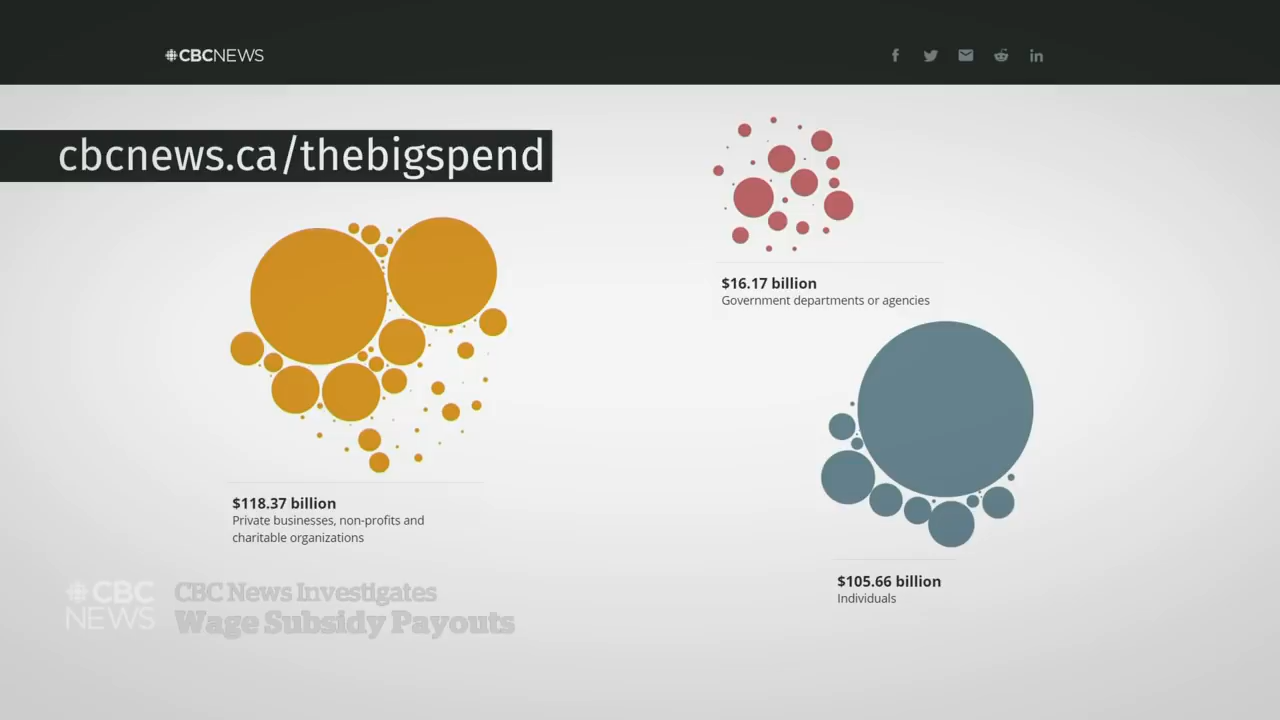 CBCNEWS
cbcnews.ca/thebigspend
$16.17 billion
Government departments or agencies
$118.37 billion
Private businesses, non-profits and
charitable organizations
$105.66 billion
Individuals
CBC
NEWS
CBC News Investigates
Wage Subsidy Payouts